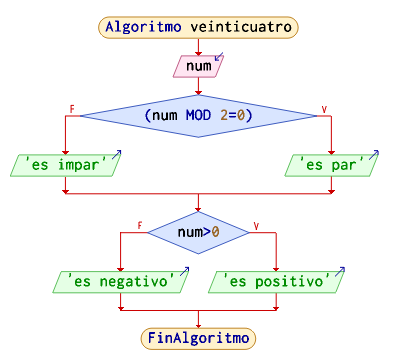 Algoritmo veinticuatro
num
F
(num MOD 2=0)
V
'es impar'
'es par'
F
num>0
V
'es negativo'
'es positivo'
FinAlgoritmo